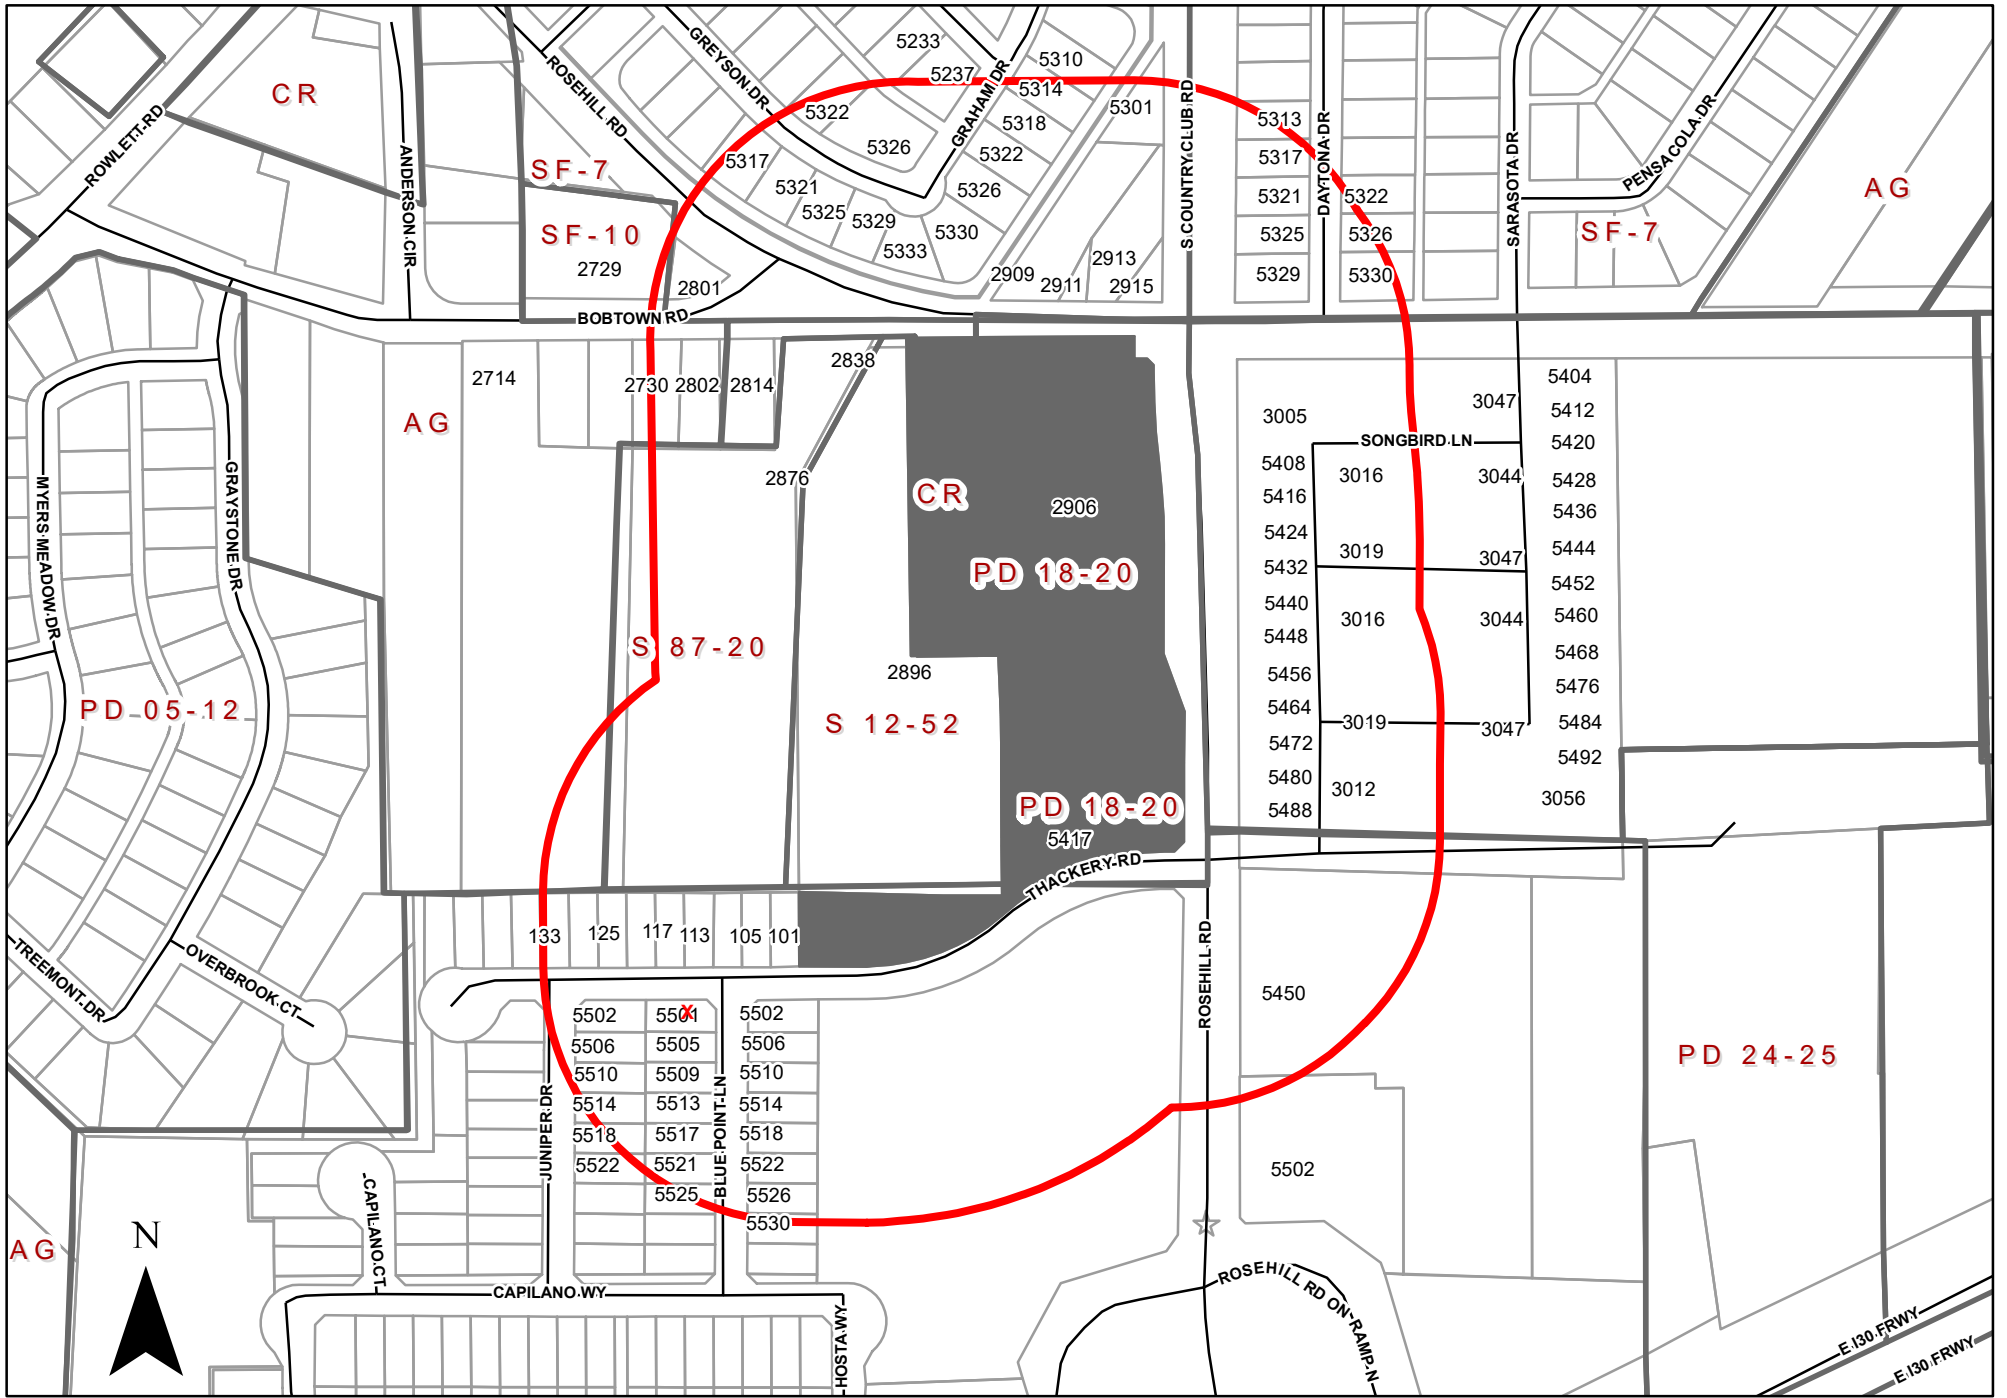 5233
GREYSON DR
5310
ROSEHILL RD
5237
GRAHAM DR
5314
CR
S COUNTRY CLUB RD
5322
5301
5313
5318
ROWLETT RD
ANDERSON CIR
5326
5322
5317
DAYTONA DR
SARASOTA DR
PENSACOLA DR
SF-7
5317
5321
5326
5321
5322
AG
5325
5329
5330
5325
5326
SF-7
SF-10
5333
2913
2729
2909
2911
2915
5329
5330
2801
BOBTOWN RD
2838
2714
2730
2802
2814
5404
3047
5412
3005
AG
SONGBIRD LN
5420
5408
2876
3016
3044
5428
CR
5416
2906
5436
GRAYSTONE DR
MYERS MEADOW DR
5424
3019
3047
5444
PD 18-20
5432
5452
5440
3016
3044
5460
5448
S 87-20
5468
2896
5456
5476
PD 05-12
S 12-52
5464
3019
3047
5484
5472
5492
5480
3012
3056
PD 18-20
5488
5417
THACKERY RD
133
125
117
113
105
101
TREEMONT DR
OVERBROOK CT
ROSEHILL RD
5450
5502
5501
X
5502
5506
5505
5506
PD 24-25
5510
5509
5510
JUNIPER DR
BLUE POINT LN
5514
5513
5514
5518
5517
5518
5522
5521
5522
5502
5525
5526
5530
CAPILANO CT
AG
N
CAPILANO WY
HOSTA WY
ROSEHILL RD ON-RAMP N
E I30 FRWY
E I30 FRWY